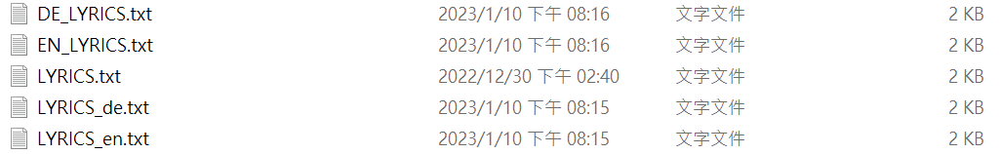 DE_LYRICS.txt 2023/1/10 下午 08:16 文字文件 2 KB
EN_LYRICS.txt 2023/1/10 下午 08:16 文字文件 2 KB
LYRICS.txt 2022/12/30 下午 02:40 文字文件 2 KB
LYRICS_de.txt 2023/1/10 下午 08:15 文字文件 2 KB
LYRICS_en.txt 2023/1/10 下午 08:15 文字文件 2 KB